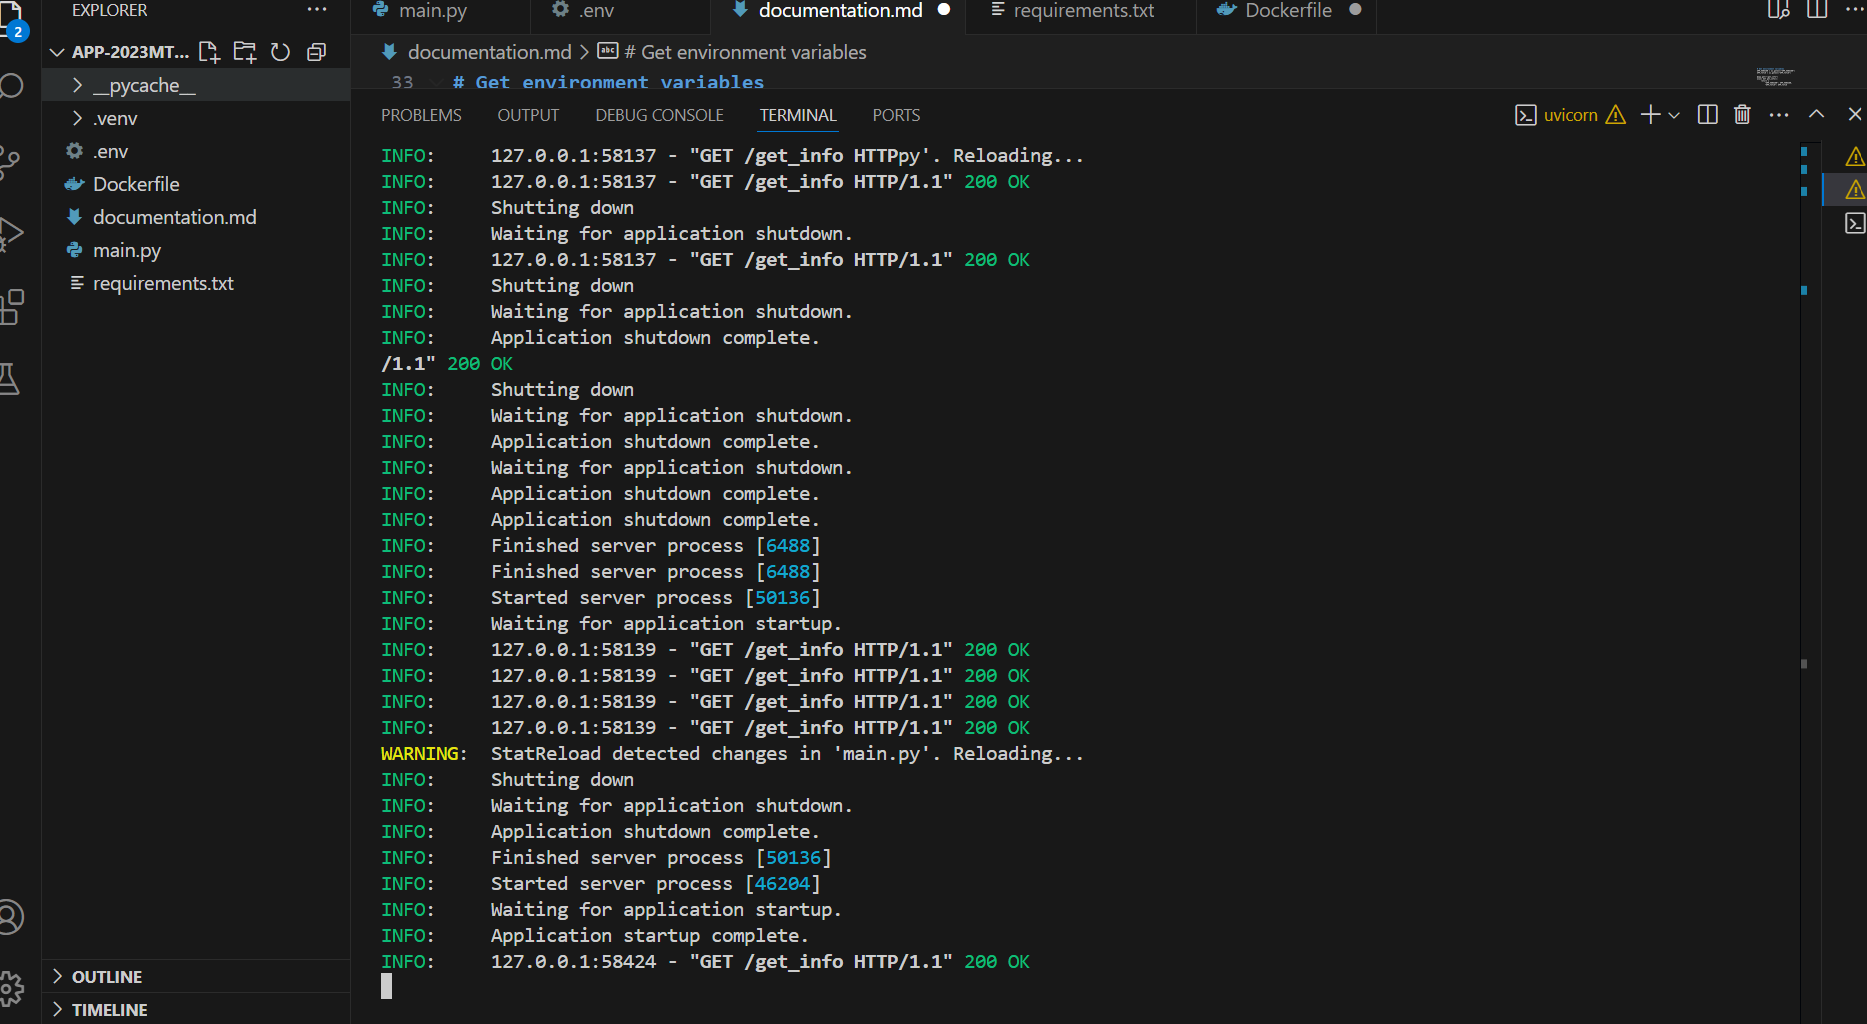 EXPLORER
main.py
.env
documentation.md
requirements.txt
Dockerfile
2
APP-2023MT...
documentation.md > # Get environment variables
33 # Get environment variables
__pycache__
.venv
.env
Dockerfile
documentation.md
main.py
requirements.txt
PROBLEMS OUTPUT DEBUG CONSOLE TERMINAL PORTS
uvicorn
INFO: 127.0.0.1:58137 - "GET /get_info HTTPpy'. Reloading...
INFO: 127.0.0.1:58137 - "GET /get_info HTTP/1.1" 200 OK
INFO: Shutting down
INFO: Waiting for application shutdown.
INFO: 127.0.0.1:58137 - "GET /get_info HTTP/1.1" 200 OK
INFO: Shutting down
INFO: Waiting for application shutdown.
INFO: Application shutdown complete.
/1.1" 200 OK
INFO: Shutting down
INFO: Waiting for application shutdown.
INFO: Application shutdown complete.
INFO: Waiting for application shutdown.
INFO: Application shutdown complete.
INFO: Application shutdown complete.
INFO: Finished server process [6488]
INFO: Finished server process [6488]
INFO: Started server process [50136]
INFO: Waiting for application startup.
INFO: 127.0.0.1:58139 - "GET /get_info HTTP/1.1" 200 OK
INFO: 127.0.0.1:58139 - "GET /get_info HTTP/1.1" 200 OK
INFO: 127.0.0.1:58139 - "GET /get_info HTTP/1.1" 200 OK
INFO: 127.0.0.1:58139 - "GET /get_info HTTP/1.1" 200 OK
WARNING: StatReload detected changes in 'main.py'. Reloading...
INFO: Shutting down
INFO: Waiting for application shutdown.
INFO: Application shutdown complete.
INFO: Finished server process [50136]
INFO: Started server process [46204]
INFO: Waiting for application startup.
INFO: Application startup complete.
INFO: 127.0.0.1:58424 - "GET /get_info HTTP/1.1" 200 OK
OUTLINE
TIMELINE